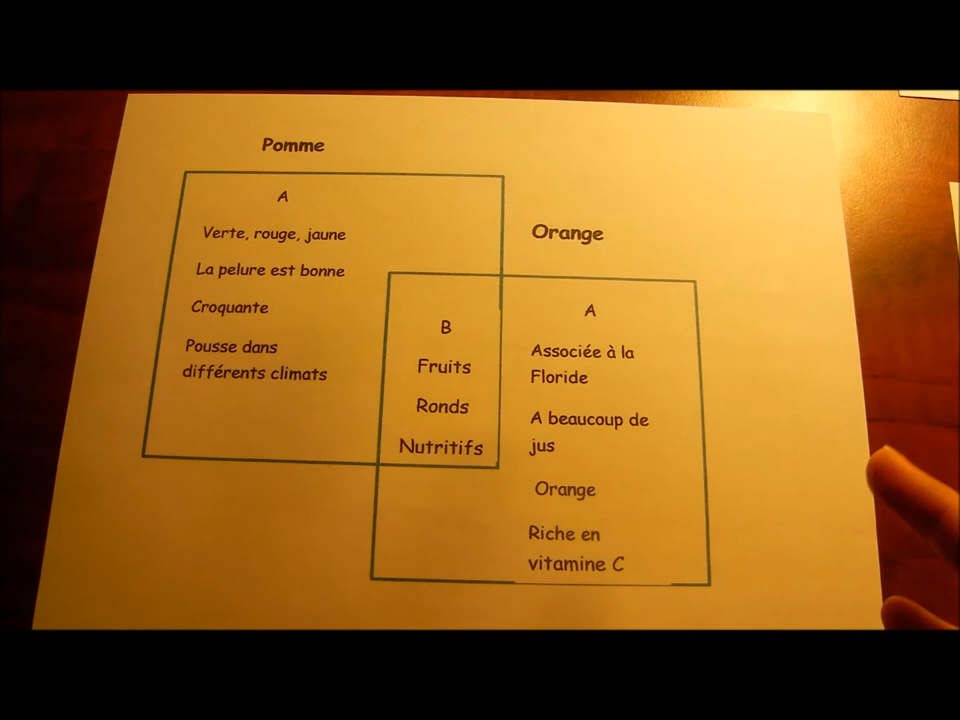 Pomme
A
Verte, rouge, jaune
La pelure est bonne
Croquante
Pousse dans
différents climats
B
Fruits
Ronds
Nutritifs
Orange
A
Associée à la
Floride
A beaucoup de
jus
Orange
Riche en
vitamine C